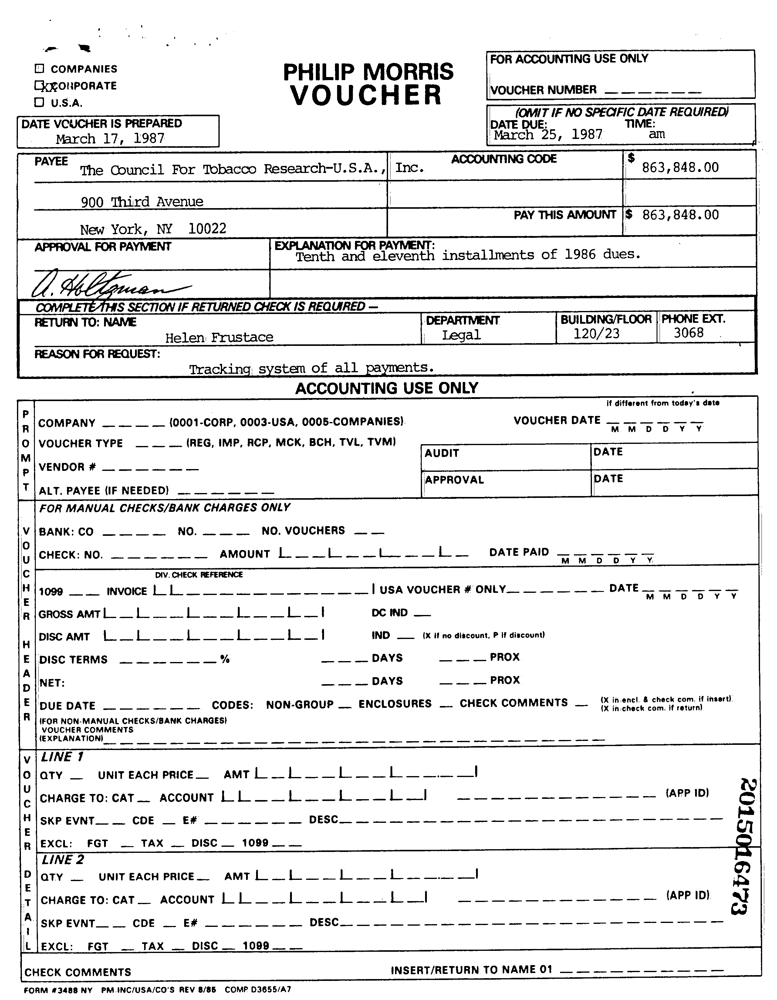 ☐ COMPANIES
☐ CORPORATE
☐ U.S.A.
PHILIP MORRIS
VOUCHER
FOR ACCOUNTING USE ONLY
VOUCHER NUMBER _ _ _ _ _ _
DATE VOUCHER IS PREPARED
March 17, 1987
(OMIT IF NO SPECIFIC DATE REQUIRED)
DATE DUE: TIME:
March 25, 1987 am
PAYEE The Council For Tobacco Research-U.S.A., Inc.
ACCOUNTING CODE
$ 863,848.00
900 Third Avenue
New York, NY 10022
PAY THIS AMOUNT $ 863,848.00
APPROVAL FOR PAYMENT
A. Holtzman
EXPLANATION FOR PAYMENT:
Tenth and eleventh installments of 1986 dues.
COMPLETE THIS SECTION IF RETURNED CHECK IS REQUIRED —
RETURN TO: NAME DEPARTMENT BUILDING/FLOOR PHONE EXT.
Helen Frustace Legal 120/23 3068
REASON FOR REQUEST:
Tracking system of all payments.
ACCOUNTING USE ONLY
PROMPT
If different from today's date
COMPANY _ _ _ _ (0001-CORP, 0003-USA, 0005-COMPANIES) VOUCHER DATE _ _ _ _ _ _
M M D D Y Y
VOUCHER TYPE _ _ _ (REG, IMP, RCP, MCK, BCH, TVL, TVM)
AUDIT DATE
VENDOR # _ _ _ _ _ _
APPROVAL DATE
ALT. PAYEE (IF NEEDED) _ _ _ _ _ _
VOUCHER HEADER
FOR MANUAL CHECKS/BANK CHARGES ONLY
BANK: CO _ _ _ _ NO. _ _ _ NO. VOUCHERS _ _
CHECK: NO. _ _ _ _ _ _ AMOUNT _ _ _ _ _ _ _ _ _ DATE PAID _ _ _ _ _ _
M M D D Y Y
DIV. CHECK REFERENCE
1099 _ _ INVOICE _ _ _ _ _ _ _ _ _ _ USA VOUCHER # ONLY _ _ _ _ _ _ DATE _ _ _ _ _ _
M M D D Y Y
GROSS AMT _ _ _ _ _ _ _ _ _ DC IND _
DISC AMT _ _ _ _ _ _ _ _ _ IND _ (X if no discount, P if discount)
DISC TERMS _ _ _ _ _ _ % _ _ _ DAYS _ _ _ PROX
NET: _ _ _ DAYS _ _ _ PROX
DUE DATE _ _ _ _ _ _ CODES: NON-GROUP _ ENCLOSURES _ CHECK COMMENTS _ (X in encl. & check com. if insert)
(X in check com. if return)
(FOR NON-MANUAL CHECKS/BANK CHARGES)
VOUCHER COMMENTS
(EXPLANATION) _ _ _ _ _ _ _ _ _ _ _ _ _ _ _ _ _ _ _ _
VOUCHER DETAIL
LINE 1
QTY _ UNIT EACH PRICE _ AMT _ _ _ _ _ _ _ _ _
CHARGE TO: CAT _ ACCOUNT _ _ _ _ _ _ _ _ _ _ _ _ _ _ _ _ _ _ _ (APP ID)
SKP EVNT _ _ CDE _ E# _ _ _ _ _ _ DESC _ _ _ _ _ _ _ _ _ _ _ _ _ _ _ _ _ _
EXCL: FGT _ TAX _ DISC _ 1099 _ _
LINE 2
QTY _ UNIT EACH PRICE _ AMT _ _ _ _ _ _ _ _ _
CHARGE TO: CAT _ ACCOUNT _ _ _ _ _ _ _ _ _ _ _ _ _ _ _ _ _ _ _ (APP ID)
SKP EVNT _ _ CDE _ E# _ _ _ _ _ _ DESC _ _ _ _ _ _ _ _ _ _ _ _ _ _ _ _ _ _
EXCL: FGT _ TAX _ DISC _ 1099 _ _
CHECK COMMENTS INSERT/RETURN TO NAME 01 _ _ _ _ _ _ _ _ _ _
FORM #3488 NY PM INC/USA/CO'S REV 8/86 COMP D3655/A7
2015016473